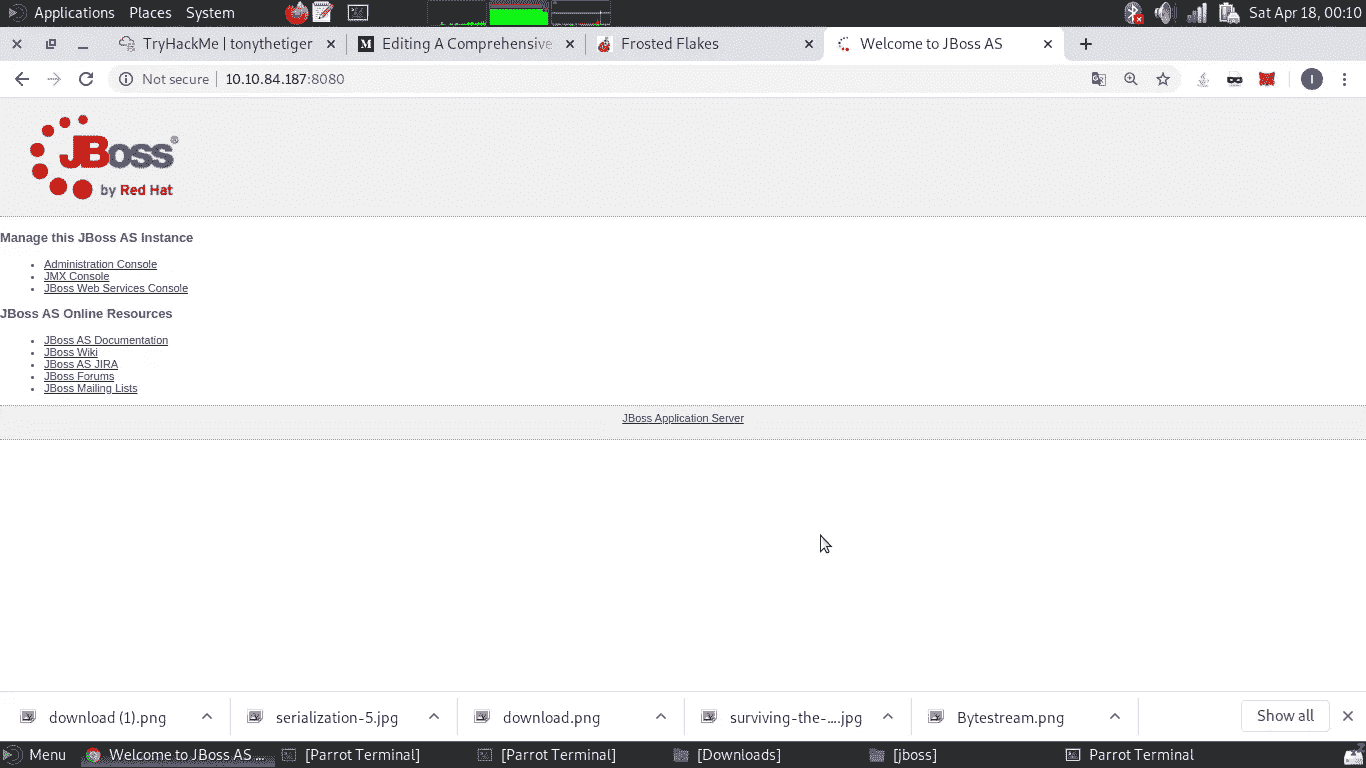 Applications Places System Sat Apr 18, 00:10
TryHackMe | tonythetiger Editing A Comprehensive Frosted Flakes Welcome to JBoss AS
Not secure 10.10.84.187:8080 I
JBoss®
by Red Hat
Manage this JBoss AS Instance
Administration Console
JMX Console
JBoss Web Services Console
JBoss AS Online Resources
JBoss AS Documentation
JBoss Wiki
JBoss AS JIRA
JBoss Forums
JBoss Mailing Lists
JBoss Application Server
download (1).png serialization-5.jpg download.png surviving-the-....jpg Bytestream.png Show all
Menu Welcome to JBoss AS ... [Parrot Terminal] [Parrot Terminal] [Downloads] [jboss] Parrot Terminal